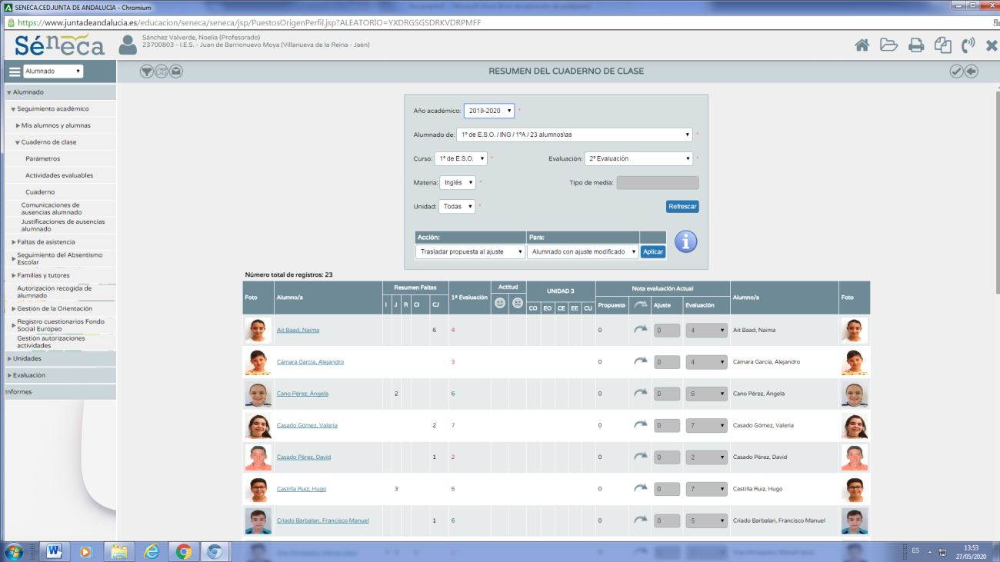 SENECA.CED.JUNTA DE ANDALUCIA - Chromium
https://www.juntadeandalucia.es/educacion/seneca/seneca/jsp/PuestosOrigenPerfil.jsp?ALEATORIO=YXDRGSGSDRKVDRPMFF
Séneca
Sánchez Valverde, Noelia (Profesorado)
23700803 - I.E.S. - Juan de Barrionuevo Moya (Villanueva de la Reina - Jaén)
Alumnado
RESUMEN DEL CUADERNO DE CLASE
Alumnado
Seguimiento académico
Mis alumnos y alumnas
Cuaderno de clase
Parámetros
Actividades evaluables
Cuaderno
Comunicaciones de
ausencias alumnado
Justificaciones de ausencias
alumnado
Faltas de asistencia
Seguimiento del Absentismo
Escolar
Familias y tutores
Autorización recogida de
alumnado
Gestión de la Orientación
Registro cuestionarios Fondo
Social Europeo
Gestión autorizaciones
actividades
Unidades
Evaluación
Informes
Año académico: 2019-2020 *
Alumnado de: 1º de E.S.O. / ING / 1ºA / 23 alumnos\as *
Curso: 1º de E.S.O. * Evaluación: 2ª Evaluación *
Materia: Inglés * Tipo de media:
Unidad: Todas * Refrescar
Acción: Para:
Trasladar propuesta al ajuste Alumnado con ajuste modificado Aplicar
Número total de registros: 23
Foto Alumno/a Resumen Faltas 1ª Evaluación Actitud UNIDAD 3 Nota evaluación Actual Alumno/a Foto
I J R CI CJ CO EO CE EE CU Propuesta Ajuste Evaluación
Ait Baad, Naima 6 4 0 0 4 Ait Baad, Naima
Cámara García, Alejandro 3 0 0 4 Cámara García, Alejandro
Cano Pérez, Ángela 2 6 0 0 6 Cano Pérez, Ángela
Casado Gómez, Valeria 2 7 0 0 7 Casado Gómez, Valeria
Casado Pérez, David 1 2 0 0 2 Casado Pérez, David
Castilla Ruiz, Hugo 3 6 0 0 7 Castilla Ruiz, Hugo
Criado Barbalan, Francisco Manuel 1 6 0 0 5 Criado Barbalan, Francisco Manuel
ES
13:53
27/05/2020